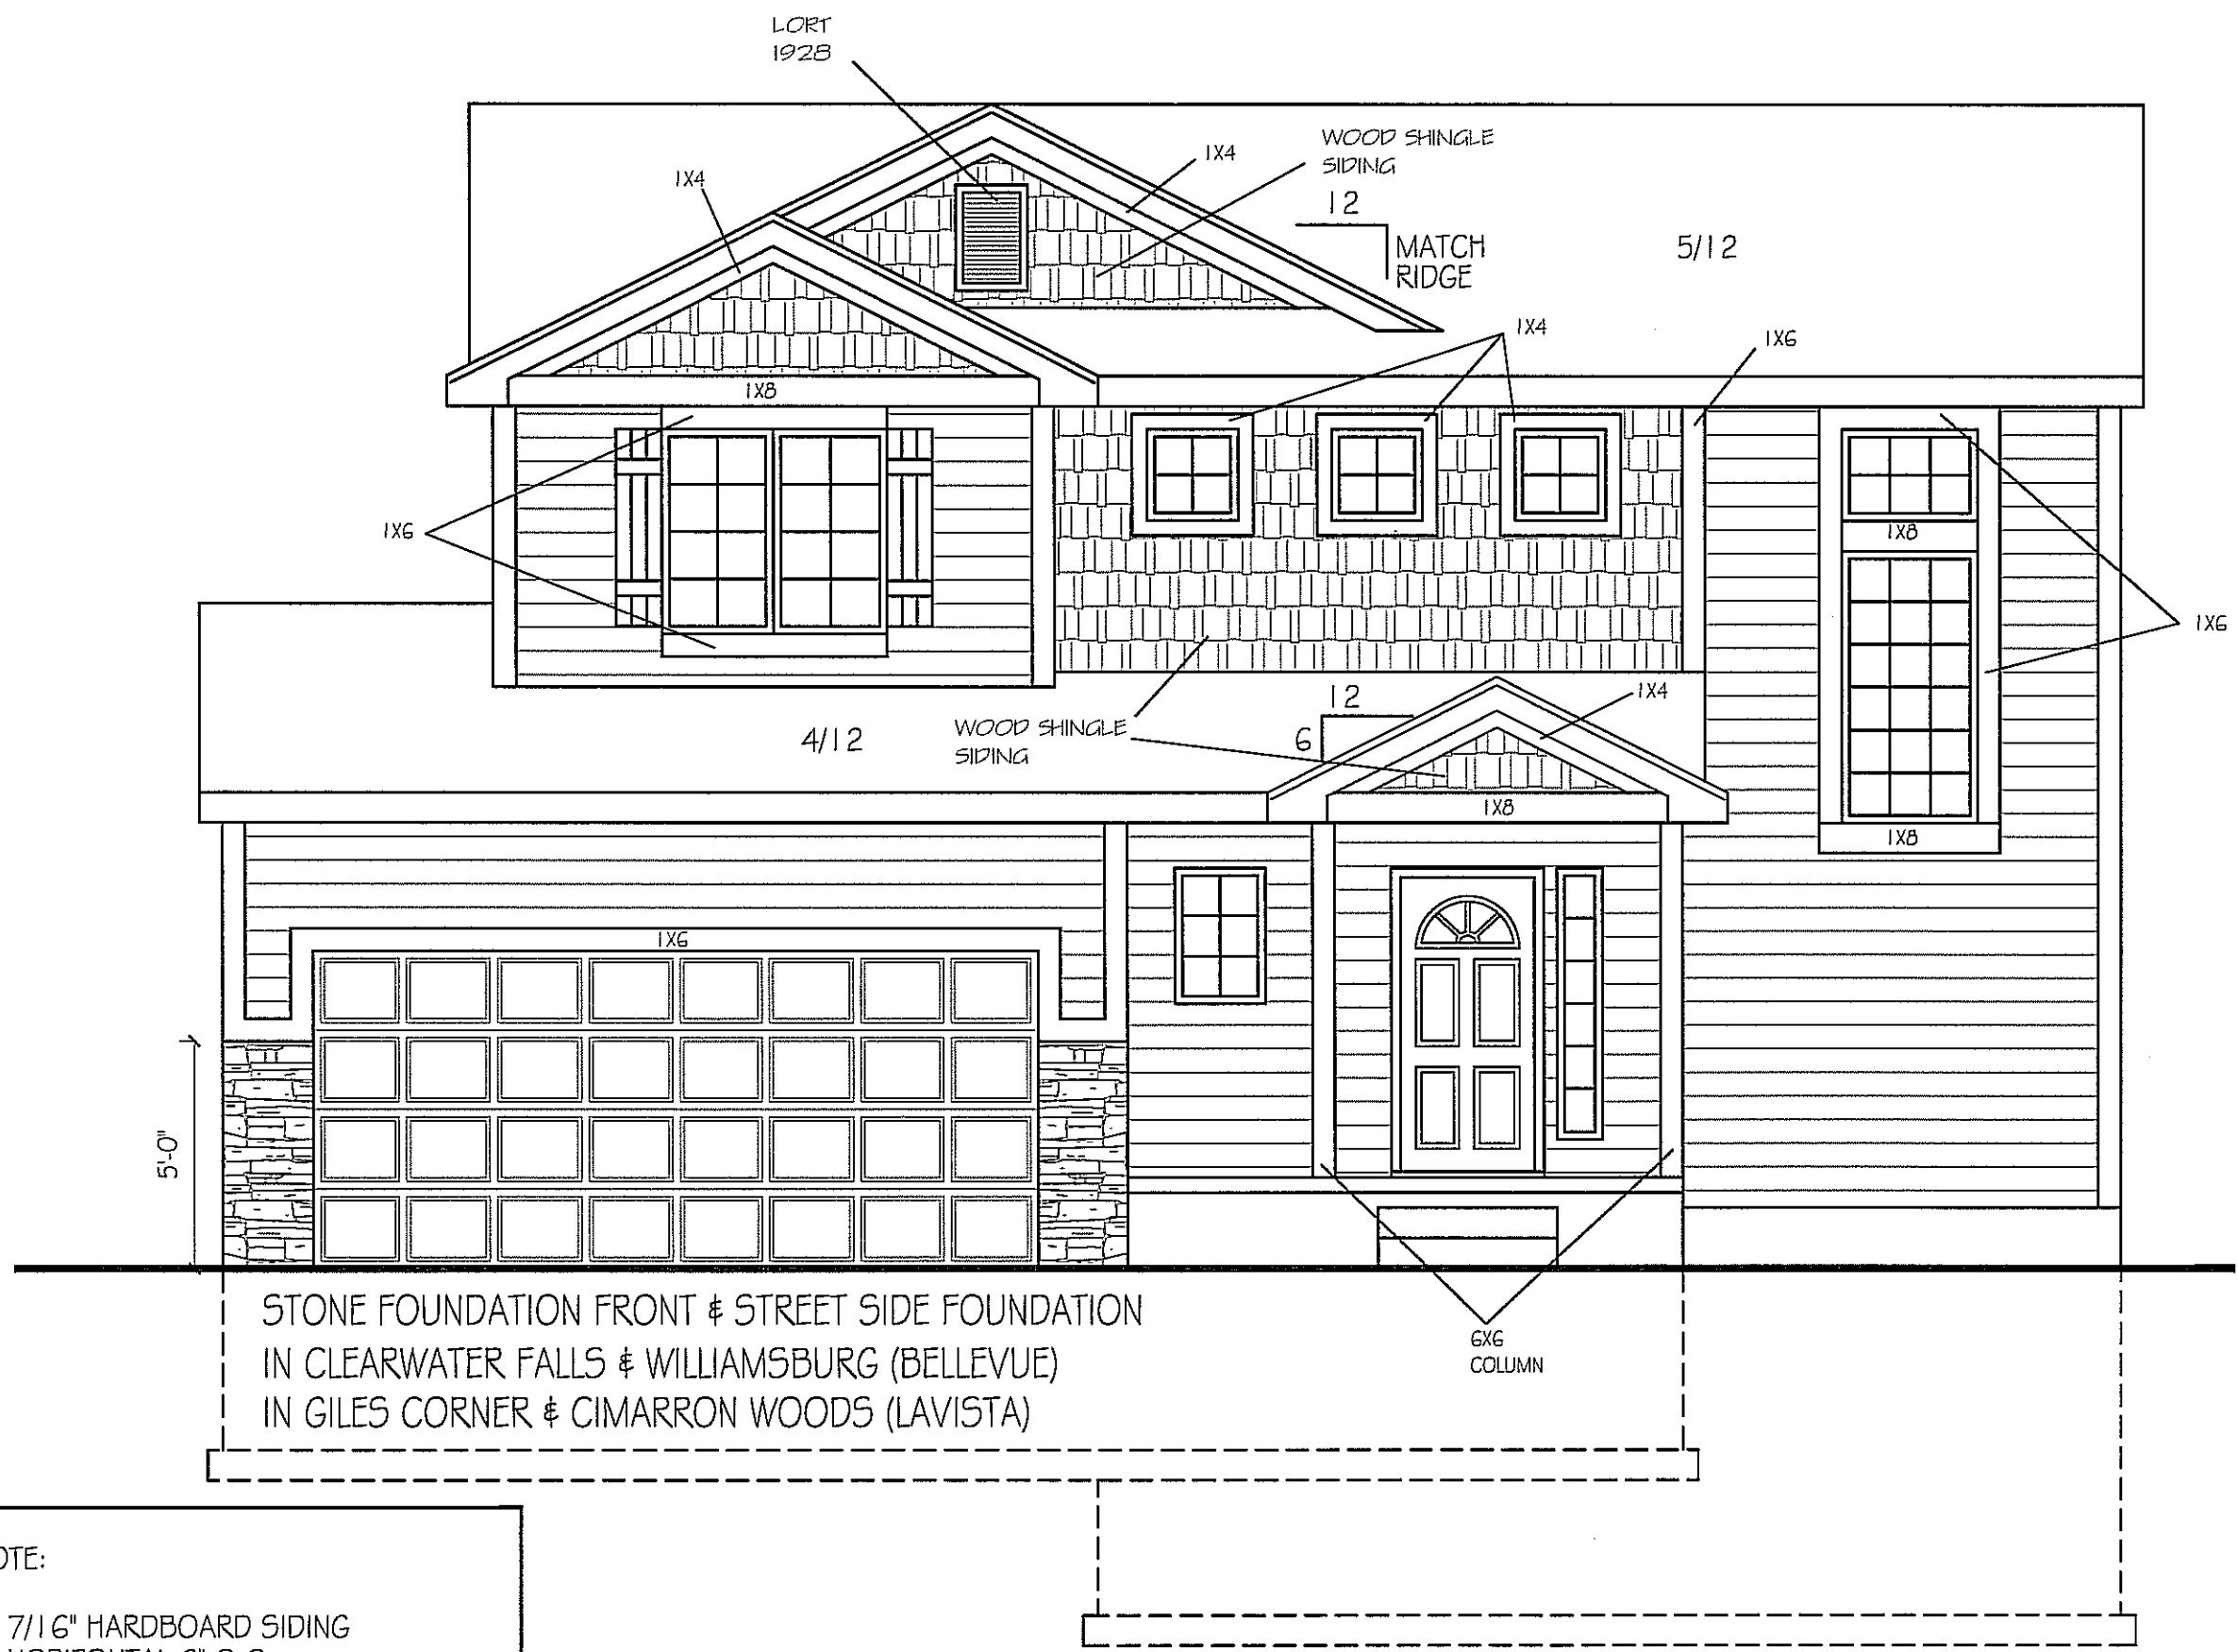 LORT
1928
WOOD SHINGLE
SIDING
1X4
1X4
12
MATCH
RIDGE
5/12
1X4
1X6
1X8
1X6
1X8
1X6
12
1X4
WOOD SHINGLE
SIDING
4/12
6
1X8
1X8
1X6
5'-0"
STONE FOUNDATION FRONT & STREET SIDE FOUNDATION
IN CLEARWATER FALLS & WILLIAMSBURG (BELLEVUE)
IN GILES CORNER & CIMARRON WOODS (LAVISTA)
6X6
COLUMN
OTE:
7/16" HARDBOARD SIDING